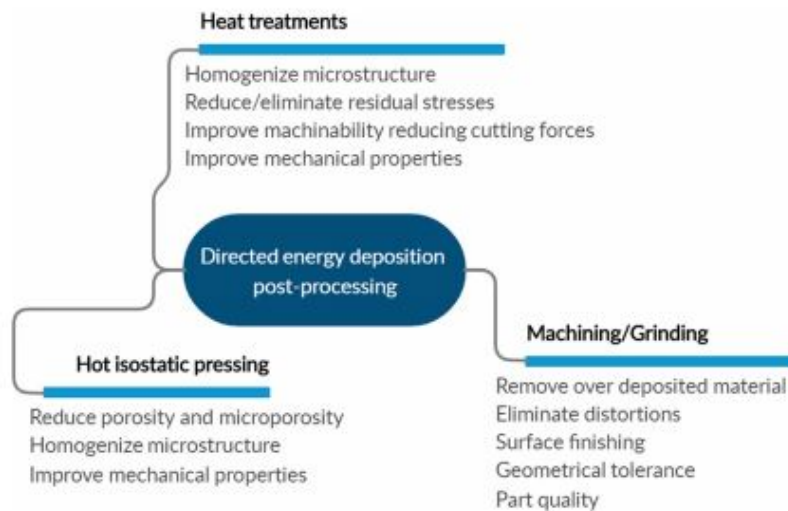 Heat treatments
Homogenize microstructure
Reduce/eliminate residual stresses
Improve machinability reducing cutting forces
Improve mechanical properties
Directed energy deposition
post-processing
Hot isostatic pressing
Reduce porosity and microporosity
Homogenize microstructure
Improve mechanical properties
Machining/Grinding
Remove over deposited material
Eliminate distortions
Surface finishing
Geometrical tolerance
Part quality